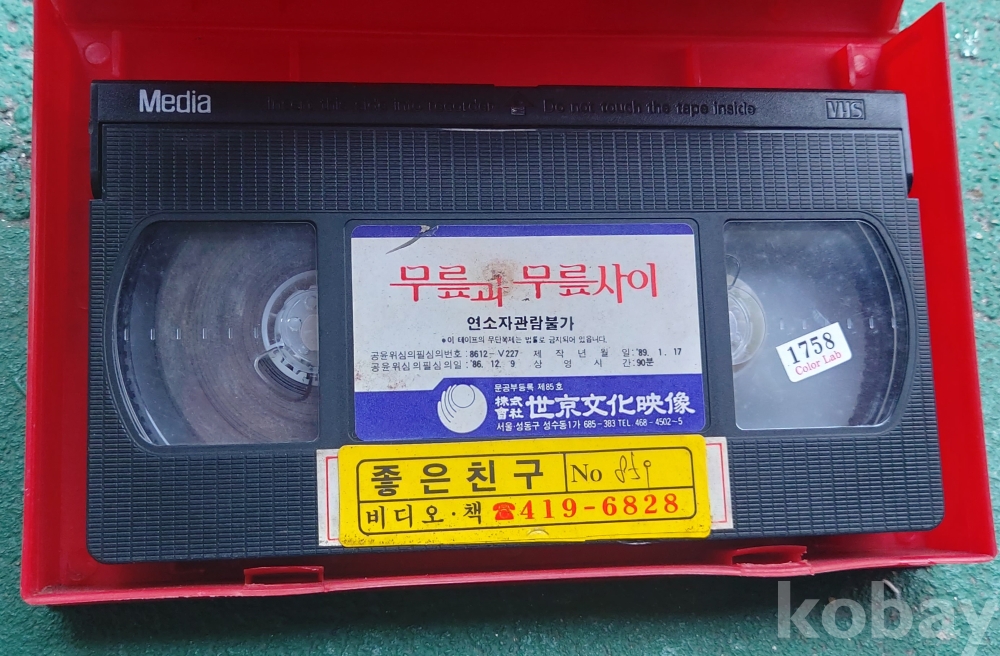 Media
Insert this side into recorder Do not touch the tape inside VHS
무릎과 무릎사이
연소자관람불가
●이 테이프의 무단복제는 법률로 금지되어 있읍니다.
공윤위심의필심의번호: 8612-V227 제작년월일: '89. 1. 17
공윤위심의필심의일: '86. 12. 9 상영시간: 90분
문공부등록 제85호
株式會社 世京文化映像
서울·성동구 성수동1가 685-383 TEL. 468-4502~5
1758
Color Lab
좋은친구 No
비디오·책 ☎419-6828
kobay